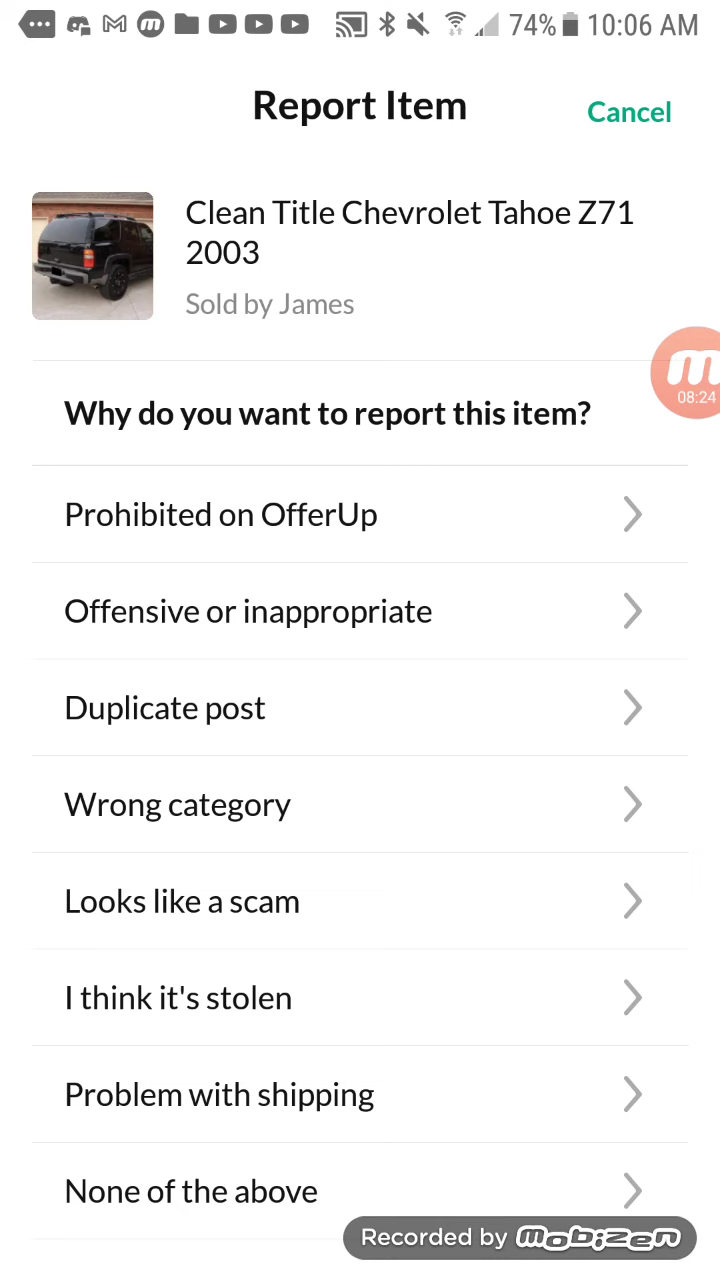 74% 10:06 AM
Report Item
Cancel
Clean Title Chevrolet Tahoe Z71
2003
Sold by James
m
08:24
Why do you want to report this item?
Prohibited on OfferUp
Offensive or inappropriate
Duplicate post
Wrong category
Looks like a scam
I think it's stolen
Problem with shipping
None of the above
Recorded by mobizen